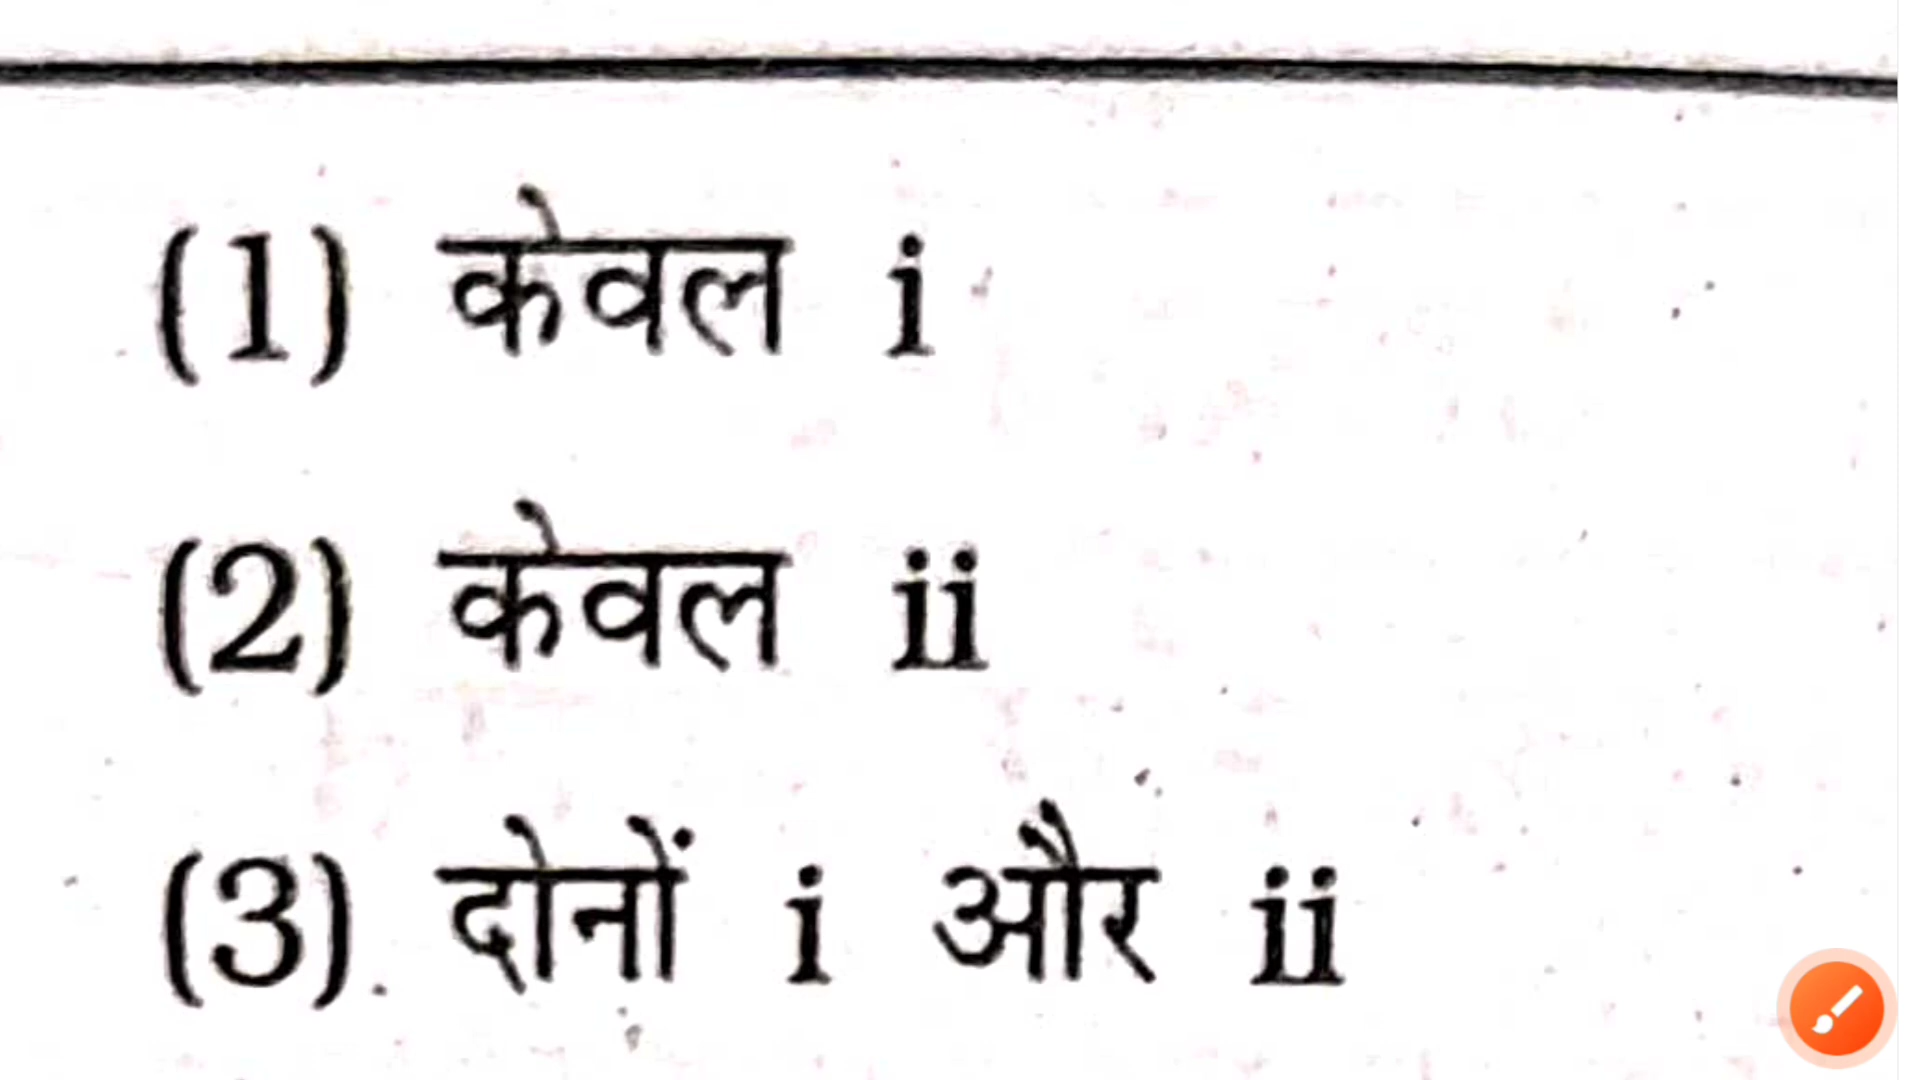 (1) केवल i
(2) केवल ii
(3) दोनों i और ii